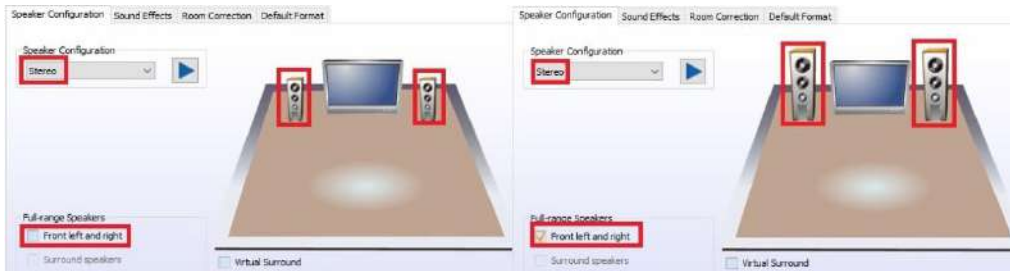 Speaker Configuration Sound Effects Room Correction Default Format
Speaker Configuration
Stereo
Full-range Speakers
Front left and right
Surround speakers
Virtual Surround
Speaker Configuration Sound Effects Room Correction Default Format
Speaker Configuration
Stereo
Full-range Speakers
Front left and right
Surround speakers
Virtual Surround